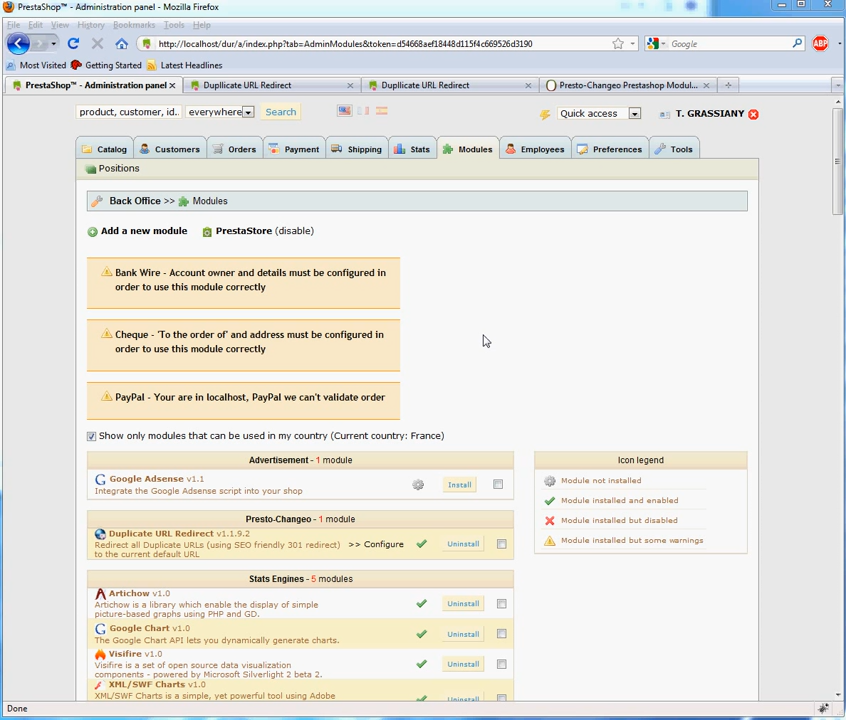 PrestaShop™ - Administration panel - Mozilla Firefox
File Edit View History Bookmarks Tools Help
http://localhost/dur/a/index.php?tab=AdminModules&token=d54668aef18448d115f4c669526d3190
Google
ABP
Most Visited Getting Started Latest Headlines
PrestaShop™ - Administration panel Dupllicate URL Redirect Dupllicate URL Redirect Presto-Changeo Prestashop Modul...
product, customer, id.. everywhere Search Quick access T. GRASSIANY
Catalog Customers Orders Payment Shipping Stats Modules Employees Preferences Tools
Positions
Back Office >> Modules
Add a new module PrestaStore (disable)
Bank Wire - Account owner and details must be configured in
order to use this module correctly
Cheque - 'To the order of' and address must be configured in
order to use this module correctly
PayPal - Your are in localhost, PayPal we can't validate order
Show only modules that can be used in my country (Current country: France)
Advertisement - 1 module
Google Adsense v1.1
Integrate the Google Adsense script into your shop
Install
Presto-Changeo - 1 module
Duplicate URL Redirect v1.1.9.2
Redirect all Duplicate URLs (using SEO friendly 301 redirect)
to the current default URL
>> Configure
Uninstall
Stats Engines - 5 modules
Artichow v1.0
Artichow is a library which enable the display of simple
picture-based graphs using PHP and GD.
Uninstall
Google Chart v1.0
The Google Chart API lets you dynamically generate charts.
Uninstall
Visifire v1.0
Visifire is a set of open source data visualization
components - powered by Microsoft Silverlight 2 beta 2.
Uninstall
XML/SWF Charts v1.0
XML/SWF Charts is a simple, yet powerful tool using Adobe
Uninstall
Icon legend
Module not installed
Module installed and enabled
Module installed but disabled
Module installed but some warnings
Done